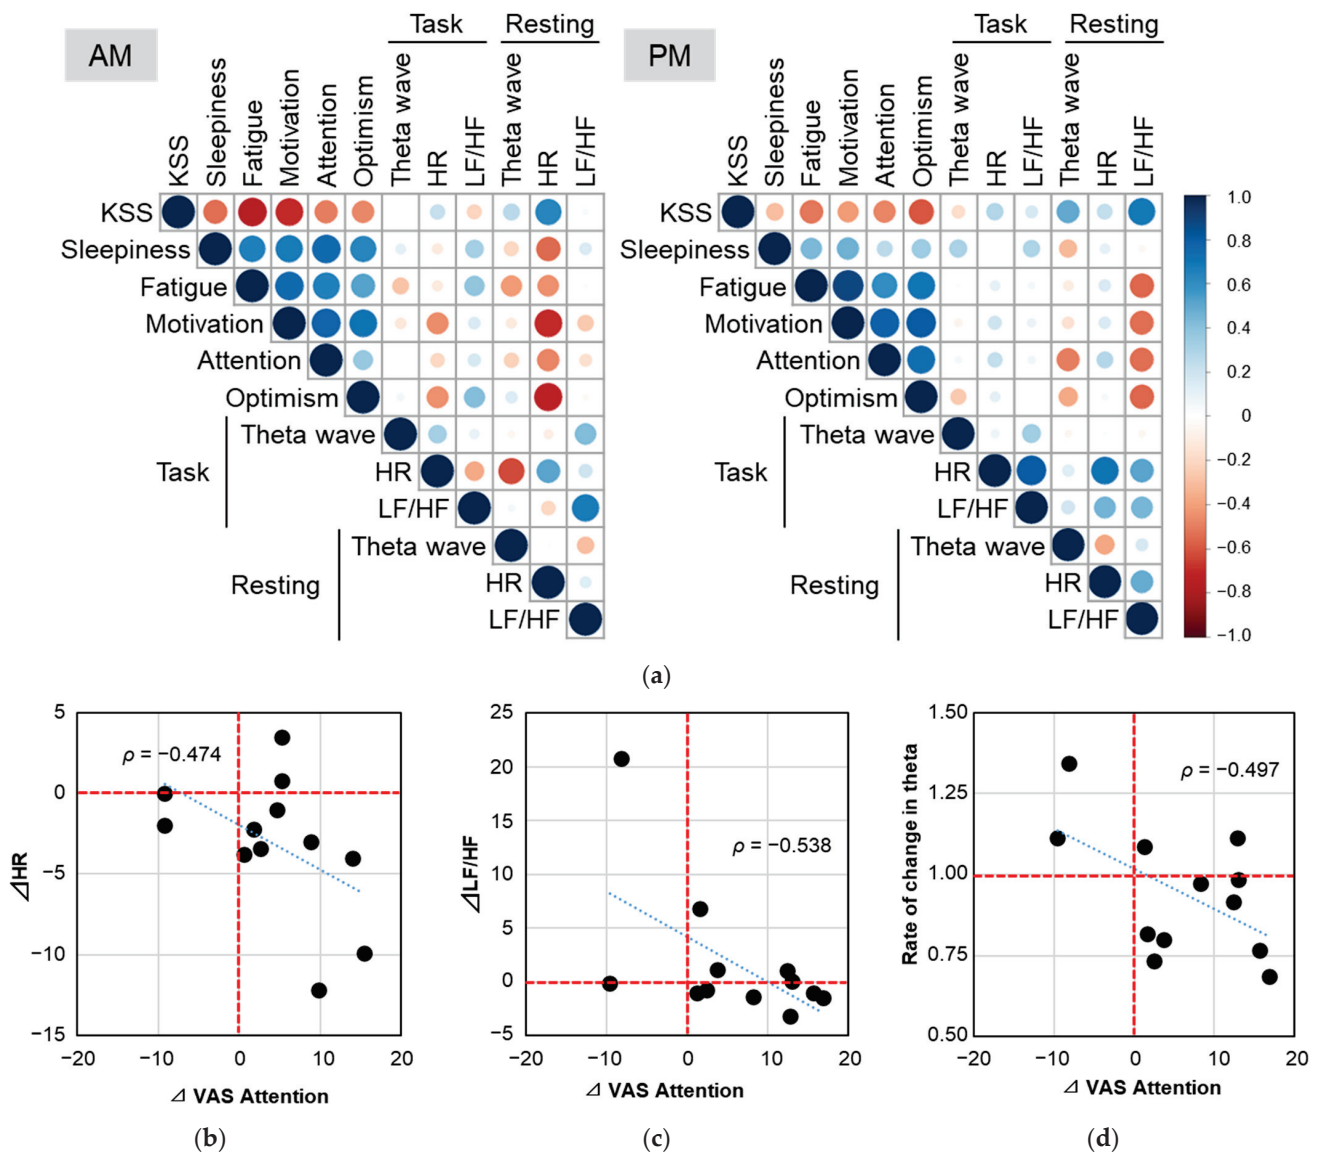 AM
Task
Resting
KSS
Sleepiness
Fatigue
Motivation
Attention
Optimism
Theta wave
HR
LF/HF
Theta wave
HR
LF/HF
KSS
Sleepiness
Fatigue
Motivation
Attention
Optimism
Task
Theta wave
HR
LF/HF
Resting
Theta wave
HR
LF/HF
PM
Task
Resting
KSS
Sleepiness
Fatigue
Motivation
Attention
Optimism
Theta wave
HR
LF/HF
Theta wave
HR
LF/HF
KSS
Sleepiness
Fatigue
Motivation
Attention
Optimism
Task
Theta wave
HR
LF/HF
Resting
Theta wave
HR
LF/HF
1.0
0.8
0.6
0.4
0.2
0
−0.2
−0.4
−0.6
−0.8
−1.0
(a)
5
0
−5
−10
−15
−20
−10
0
10
20
ρ = −0.474
⊿HR
⊿ VAS Attention
(b)
25
20
15
10
5
0
−5
−20
−10
0
10
20
ρ = −0.538
⊿LF/HF
⊿ VAS Attention
(c)
1.50
1.25
1.00
0.75
0.50
−20
−10
0
10
20
ρ = −0.497
Rate of change in theta
⊿ VAS Attention
(d)